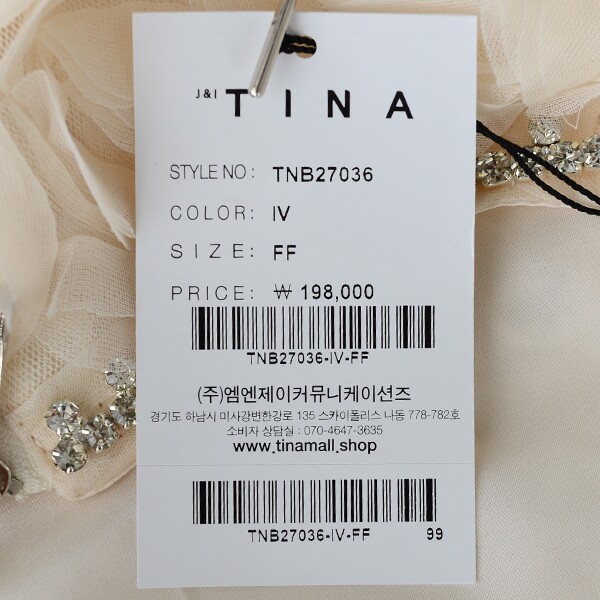 J&I TINA
STYLE NO : TNB27036
COLOR: IV
SIZE: FF
PRICE: ₩ 198,000
TNB27036-IV-FF
(주)엠엔제이커뮤니케이션즈
경기도 하남시 미사강변한강로 135 스카이폴리스 나동 778-782호
소비자 상담실 : 070-4647-3635
www.tinamall.shop
TNB27036-IV-FF 99